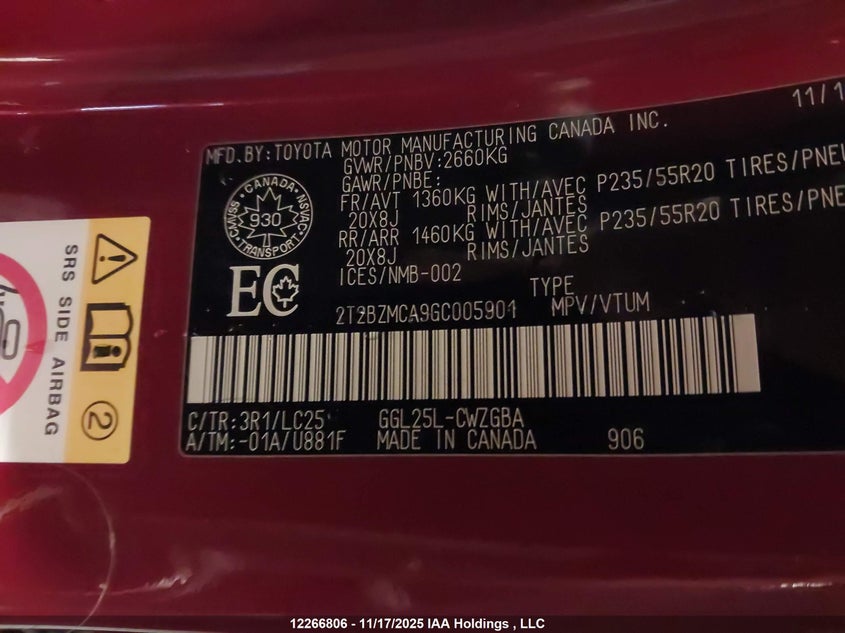 11/1
MFD.BY:TOYOTA MOTOR MANUFACTURING CANADA INC.
GVWR/PNBV:2660KG
GAWR/PNBE:
FR/AVT 1360KG WITH/AVEC P235/55R20 TIRES/PNEU
20X8J RIMS/JANTES
RR/ARR 1460KG WITH/AVEC P235/55R20 TIRES/PNE
20X8J RIMS/JANTES
ICES/NMB-002
CANADA
CMVSS
NSVAC
930
TRANSPORT
EC
TYPE
2T2BZMCA9GC005901 MPV/VTUM
C/TR:3R1/LC25 GGL25L-CWZGBA
A/TM:-01A/U881F MADE IN CANADA 906
SRS SIDE AIRBAG
2
12266806 - 11/17/2025 IAA Holdings , LLC